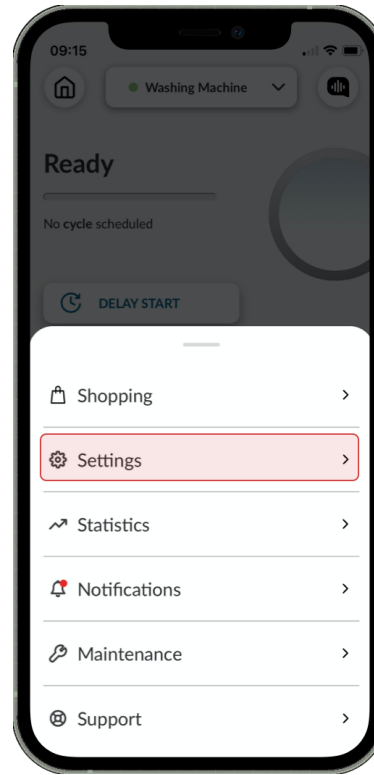 09:15
Washing Machine
Ready
No cycle scheduled
DELAY START
Shopping
Settings
Statistics
Notifications
Maintenance
Support